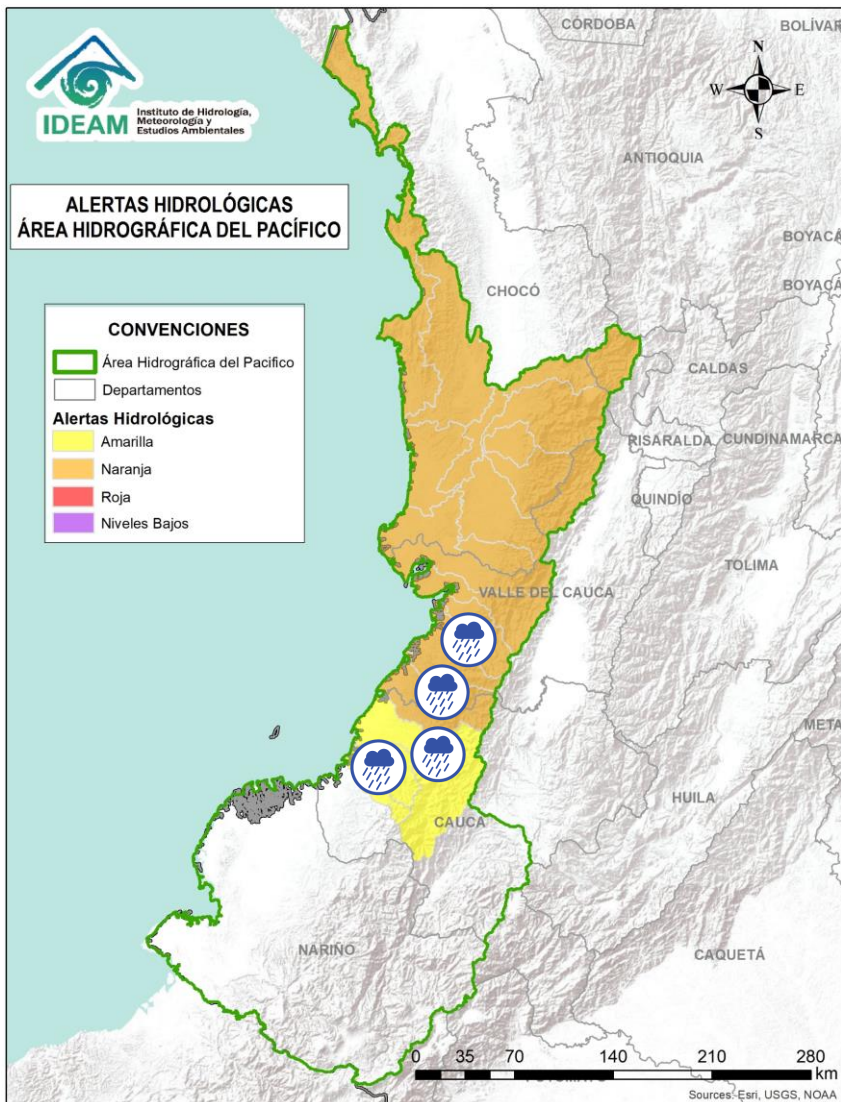 CÓRDOBA
BOLÍVAR
IDEAM
Instituto de Hidrología,
Meteorología y
Estudios Ambientales
N
W E
S
ANTIOQUIA
ALERTAS HIDROLÓGICAS
ÁREA HIDROGRÁFICA DEL PACÍFICO
BOYACÁ
BOYACÁ
CHOCÓ
CONVENCIONES
Área Hidrográfica del Pacifico
Departamentos
Alertas Hidrológicas
Amarilla
Naranja
Roja
Niveles Bajos
CALDAS
RISARALDA
CUNDINAMARCA
QUINDÍO
TOLIMA
VALLE DEL CAUCA
META
HUILA
CAUCA
NARIÑO
CAQUETÁ
0 35 70 140 210 280
km
Sources: Esri, USGS, NOAA